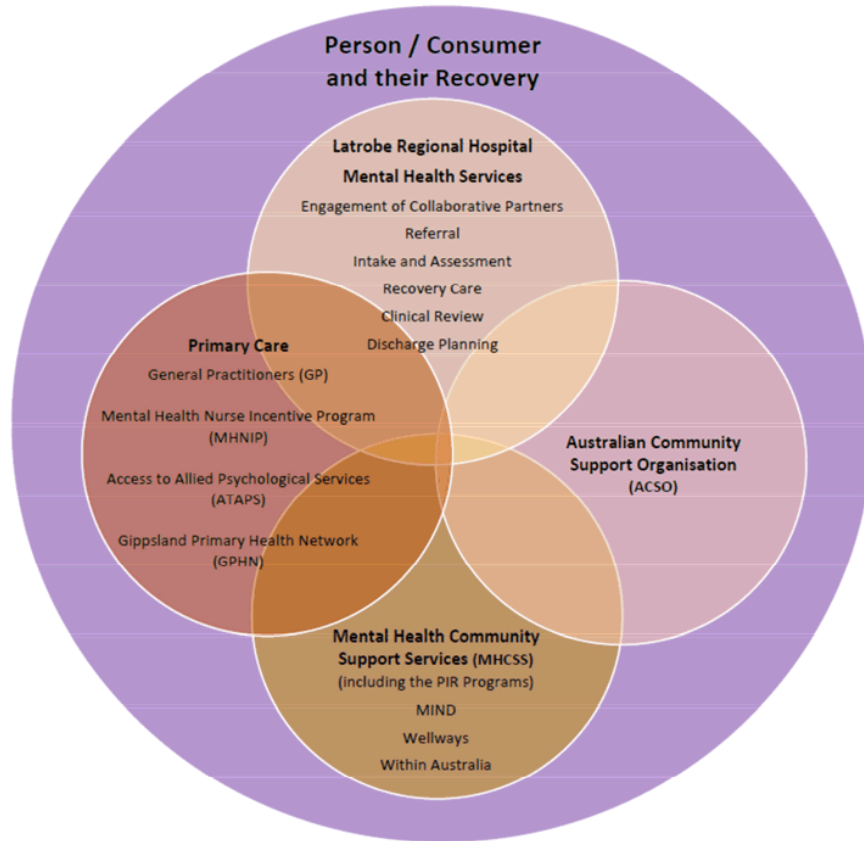 Person / Consumer
and their Recovery
Latrobe Regional Hospital
Mental Health Services
Engagement of Collaborative Partners
Referral
Intake and Assessment
Recovery Care
Clinical Review
Discharge Planning
Primary Care
General Practitioners (GP)
Mental Health Nurse Incentive Program
(MHNIP)
Access to Allied Psychological Services
(ATAPS)
Gippsland Primary Health Network
(GPHN)
Australian Community
Support Organisation
(ACSO)
Mental Health Community
Support Services (MHCSS)
(including the PIR Programs)
MIND
Wellways
Within Australia